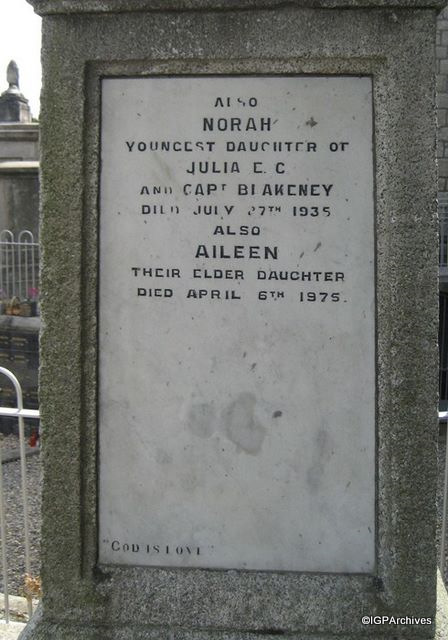 ALSO
NORAH
YOUNGEST DAUGHTER OF
JULIA E. C
AND CAPT BLAKENEY
DIED JULY 27TH 1935
ALSO
AILEEN
THEIR ELDER DAUGHTER
DIED APRIL 6TH 1975.
"GOD IS LOVE"
©IGPArchives